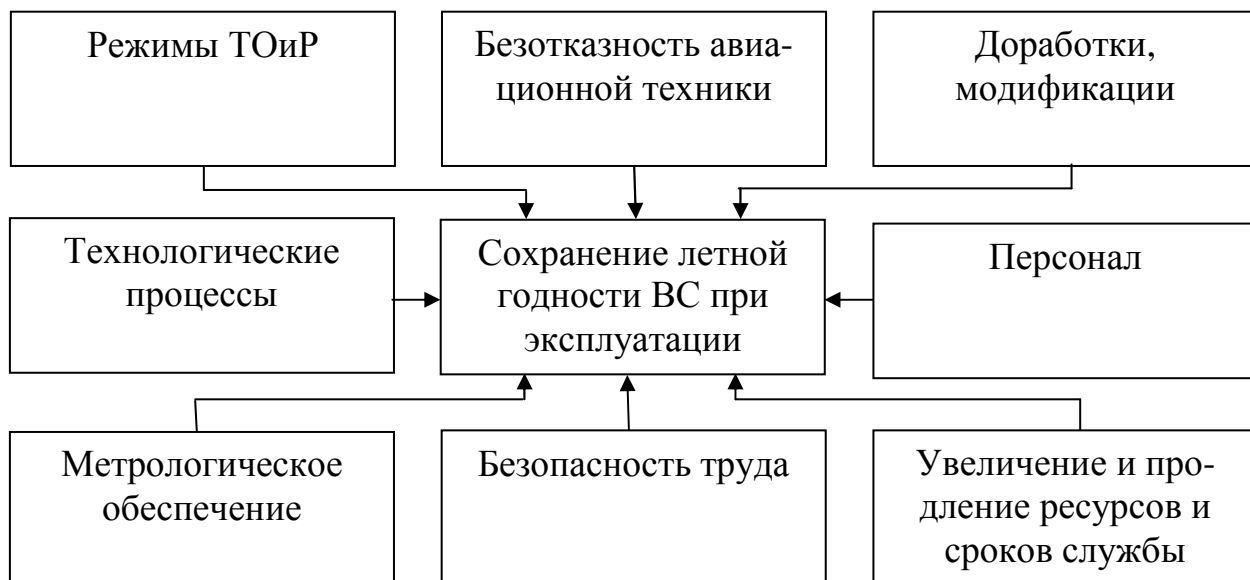 Режимы ТОиР
Безотказность авиа-
ционной техники
Доработки,
модификации
Технологические
процессы
Сохранение летной
годности ВС при
эксплуатации
Персонал
Метрологическое
обеспечение
Безопасность труда
Увеличение и про-
дление ресурсов и
сроков службы